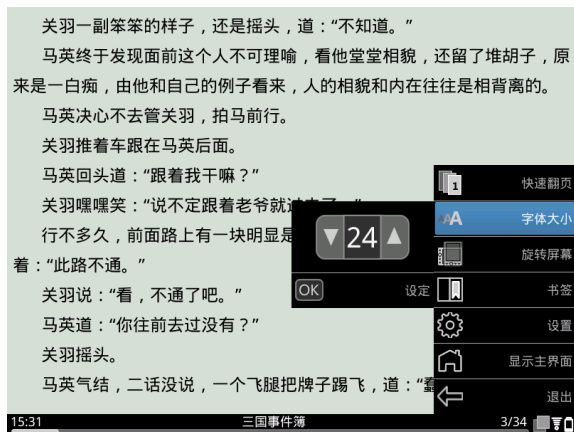 关羽一副笨笨的样子，还是摇头，道：“不知道。”
马英终于发现面前这个人不可理喻，看他堂堂相貌，还留了堆胡子，原
来是一白痴，由他和自己的例子看来，人的相貌和内在往往是相背离的。
马英决心不去管关羽，拍马前行。
关羽推着车跟在马英后面。
马英回头道：“跟着我干嘛？”
关羽嘿嘿笑：“说不定跟着老爷就
行不多久，前面路上有一块明显是
着：“此路不通。”
关羽说：“看，不通了吧。”
马英道：“你往前去过没有？”
关羽摇头。
马英气结，二话没说，一个飞腿把牌子踢飞，道：“蠢
24
OK 设定
1 快速翻页
AAA 字体大小
旋转屏幕
书签
设置
显示主界面
退出
15:31 三国事件簿 3/34